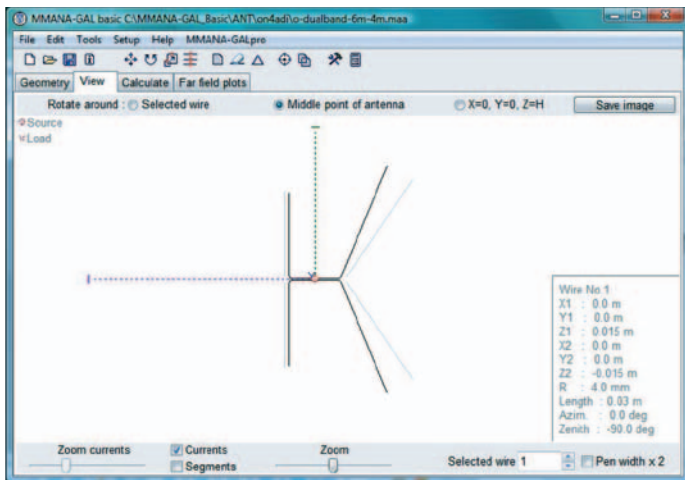 MMANA-GAL basic C:\MMANA-GAL_Basic\ANT\on4adi\o-dualband-6m-4m.maa
File Edit Tools Setup Help MMANA-GALpro
Geometry View Calculate Far field plots
Rotate around : Selected wire Middle point of antenna X=0, Y=0, Z=H Save image
Source
Load
Wire No.1
X1 : 0.0 m
Y1 : 0.0 m
Z1 : 0.015 m
X2 : 0.0 m
Y2 : 0.0 m
Z2 : -0.015 m
R : 4.0 mm
Length : 0.03 m
Azim. : 0.0 deg
Zenith : -90.0 deg
Zoom currents Currents Zoom
Segments Selected wire 1 Pen width x 2